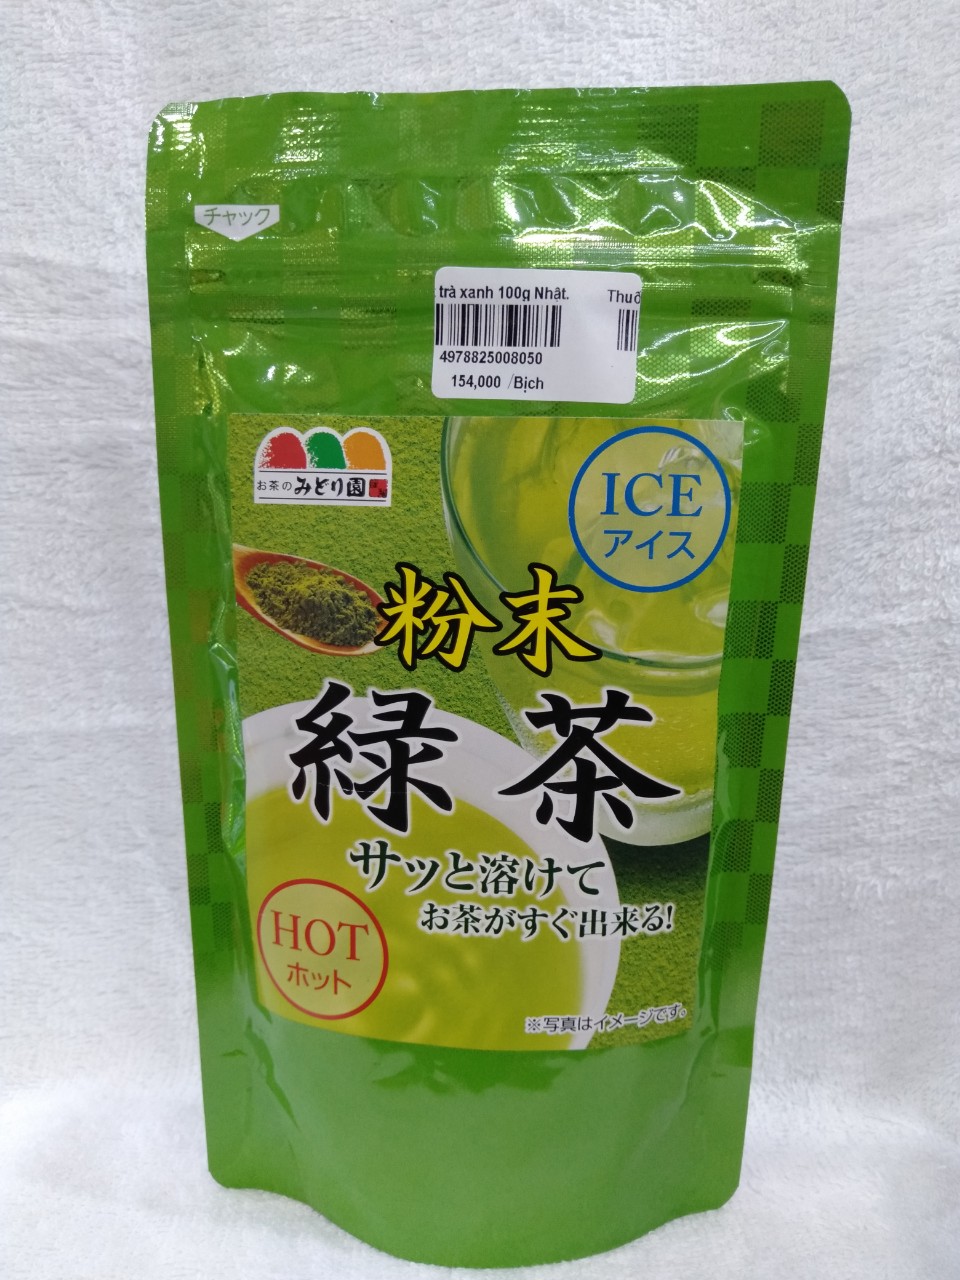 チャック
trà xanh 100g Nhật.
4978825008050
154,000 /Bịch
お茶のみどり園
ICE
アイス
粉末
緑茶
サッと溶けて
お茶がすぐ出来る!
HOT
ホット
※写真はイメージです。